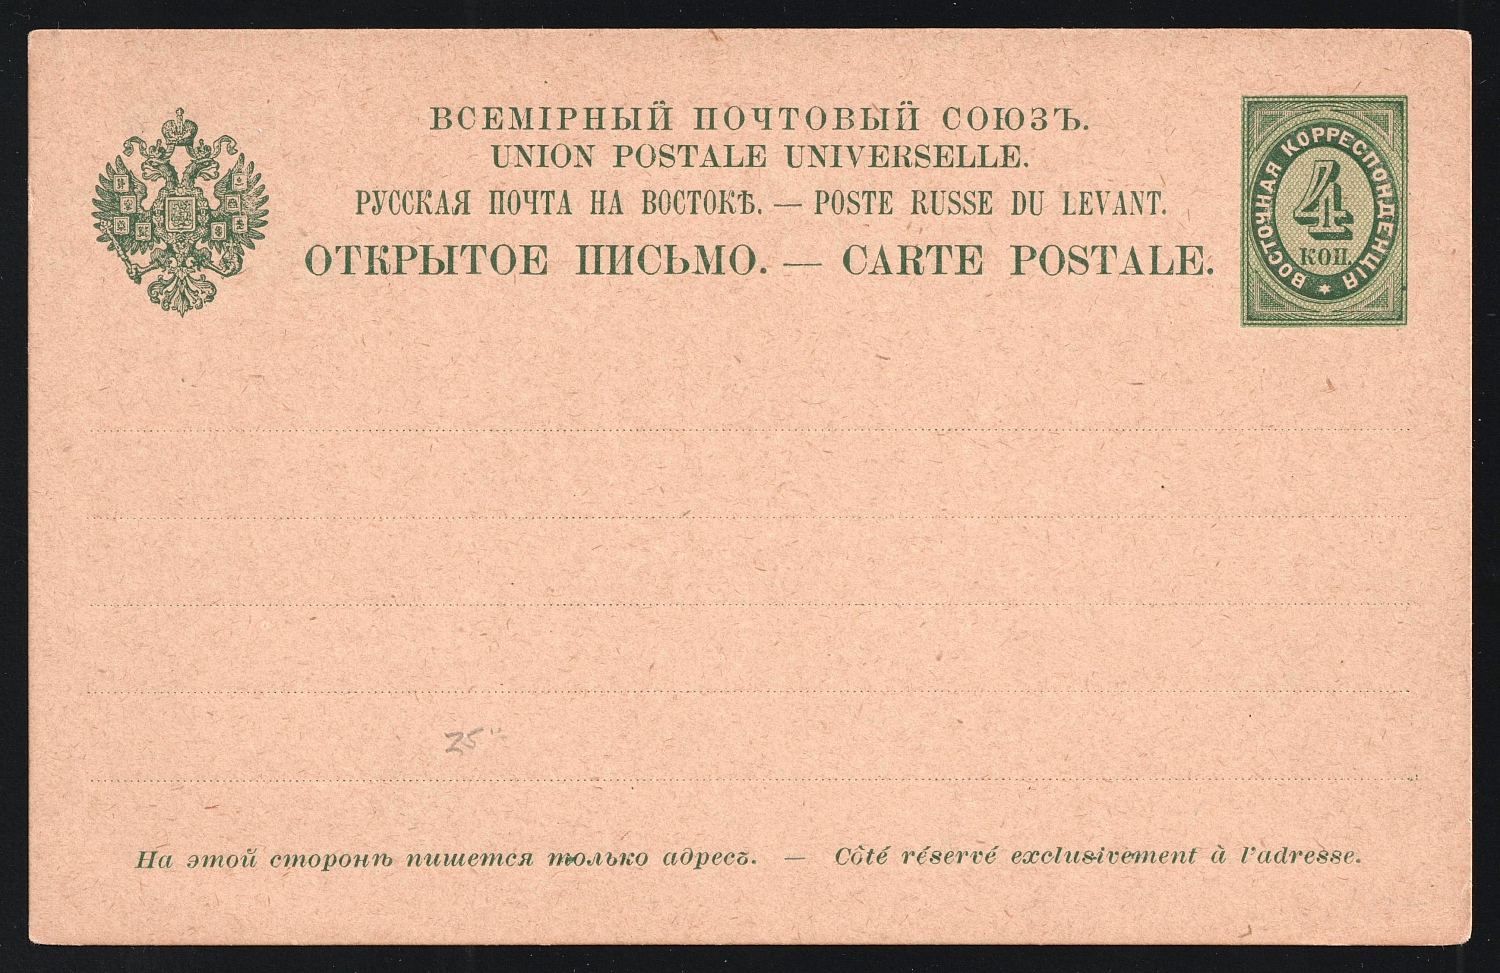 ВСЕМІРНЫЙ ПОЧТОВЫЙ СОЮЗЪ.
UNION POSTALE UNIVERSELLE.
РУССКАЯ ПОЧТА НА ВОСТОКѢ. — POSTE RUSSE DU LEVANT.
ОТКРЫТОЕ ПИСЬМО. — CARTE POSTALE.
ВОСТОЧНАЯ КОРРЕСПОНДЕНЦІЯ
4
КОП.
25
На этой сторонѣ пишется только адресъ. — Côté réservé exclusivement à l'adresse.